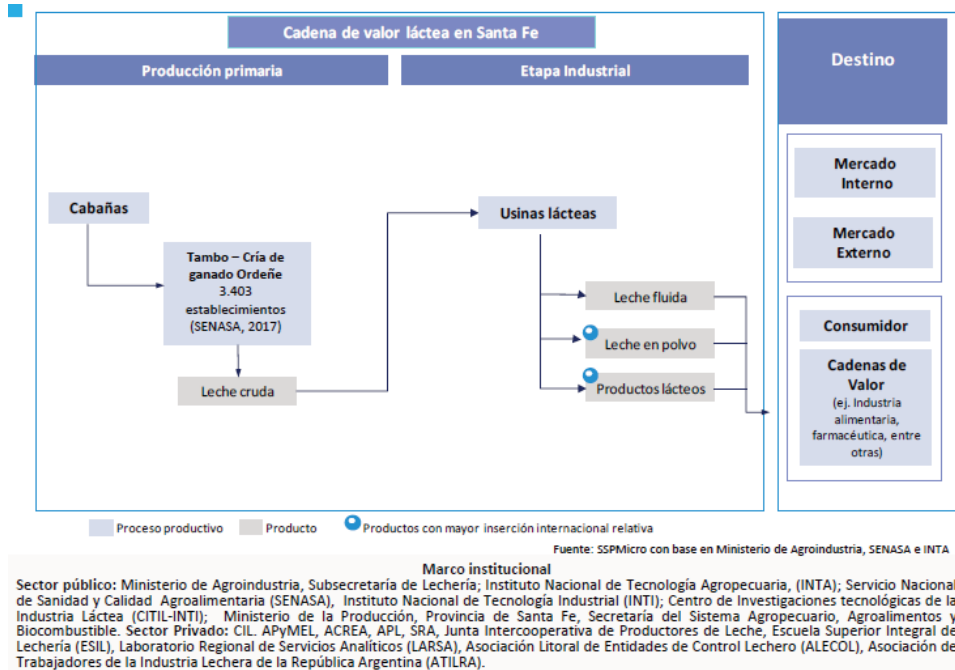 Cadena de valor láctea en Santa Fe
Producción primaria
Etapa Industrial
Destino
Cabañas
Tambo – Cría de
ganado Ordeñe
3.403
establecimientos
(SENASA, 2017)
Leche cruda
Usinas lácteas
Leche fluida
Leche en polvo
Productos lácteos
Mercado
Interno
Mercado
Externo
Consumidor
Cadenas de
Valor
(ej. Industria
alimentaria,
farmacéutica, entre
otras)
Proceso productivo
Producto
Productos con mayor inserción internacional relativa
Fuente: SSPMicro con base en Ministerio de Agroindustria, SENASA e INTA
Marco institucional
Sector público: Ministerio de Agroindustria, Subsecretaría de Lechería; Instituto Nacional de Tecnología Agropecuaria, (INTA); Servicio Nacional
de Sanidad y Calidad Agroalimentaria (SENASA), Instituto Nacional de Tecnología Industrial (INTI); Centro de Investigaciones tecnológicas de la
Industria Láctea (CITIL-INTI); Ministerio de la Producción, Provincia de Santa Fe, Secretaría del Sistema Agropecuario, Agroalimentos y
Biocombustible. Sector Privado: CIL. APyMEL, ACREA, APL, SRA, Junta Intercooperativa de Productores de Leche, Escuela Superior Integral de
Lechería (ESIL), Laboratorio Regional de Servicios Analíticos (LARSA), Asociación Litoral de Entidades de Control Lechero (ALECOL), Asociación de
Trabajadores de la Industria Lechera de la República Argentina (ATILRA).